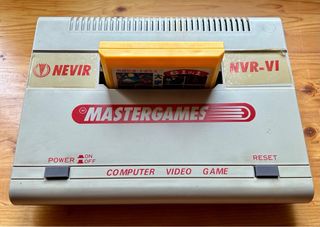 NEVIR
NVR-VI
MASTERGAMES
POWER ON
OFF
RESET
COMPUTER VIDEO GAME